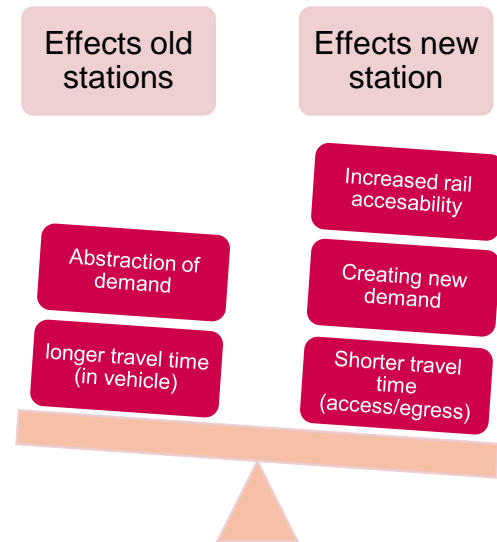 Effects old
stations
Effects new
station
Abstraction of
demand
longer travel time
(in vehicle)
Increased rail
accesability
Creating new
demand
Shorter travel
time
(access/egress)